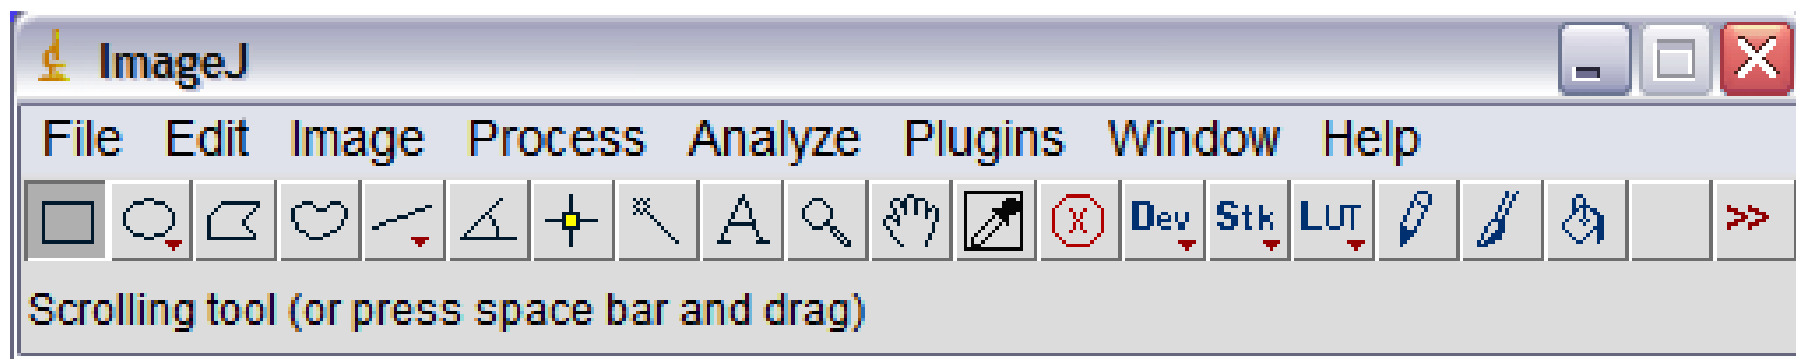 ImageJ
File Edit Image Process Analyze Plugins Window Help
A X Dev Stk LUT >>
Scrolling tool (or press space bar and drag)